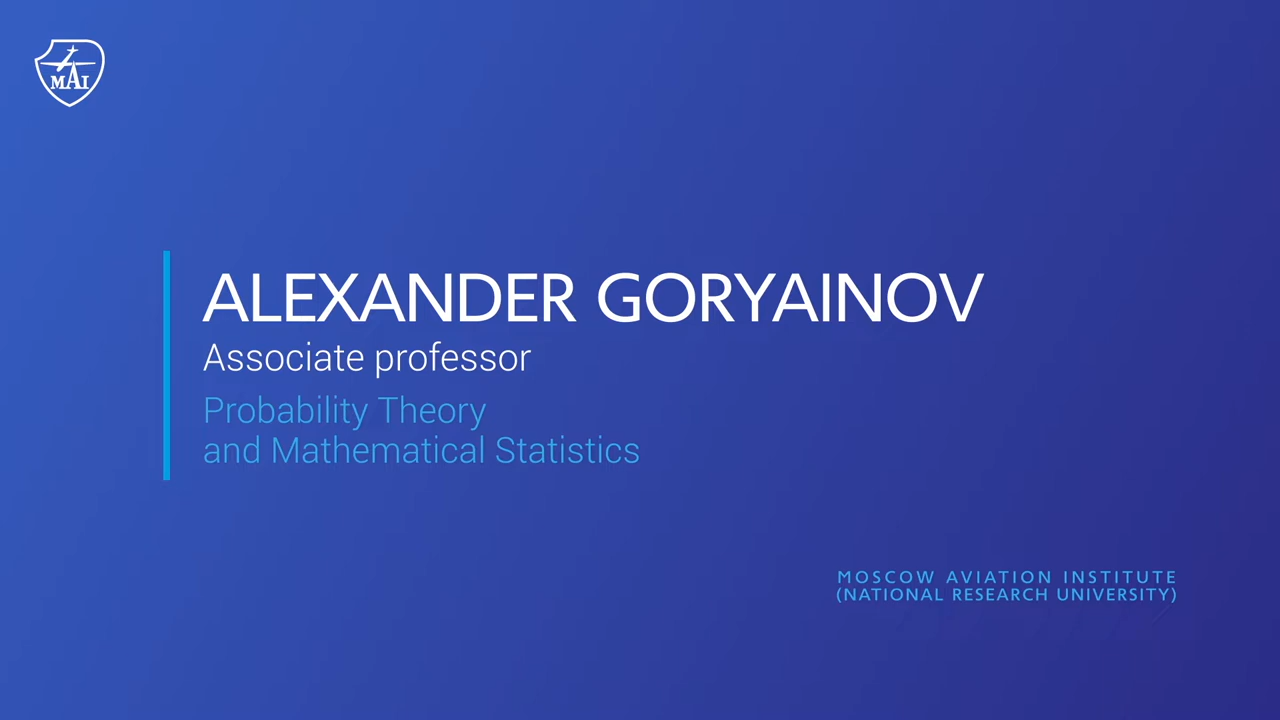 MAI
ALEXANDER GORYAINOV
Associate professor
Probability Theory
and Mathematical Statistics
MOSCOW AVIATION INSTITUTE
(NATIONAL RESEARCH UNIVERSITY)